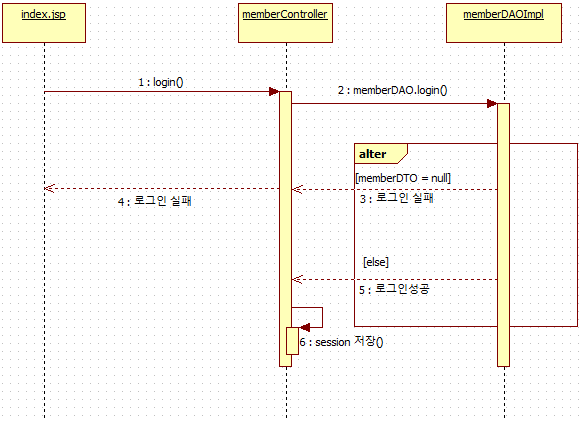 index.jsp
memberController
memberDAOImpl
1 : login()
2 : memberDAO.login()
alter
[memberDTO = null]
3 : 로그인 실패
4 : 로그인 실패
[else]
5 : 로그인성공
6 : session 저장()